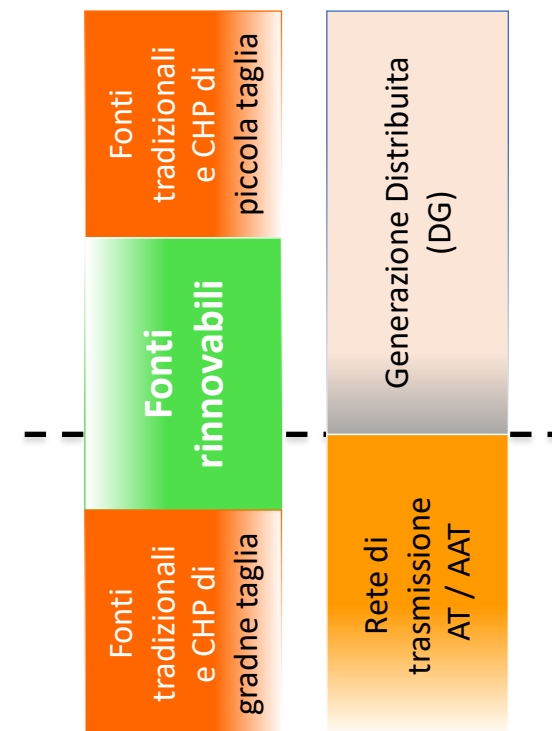 Fonti
tradizionali
e CHP di
gradne taglia
Fonti
rinnovabili
Fonti
tradizionali
e CHP di
piccola taglia
Rete di
trasmissione
AT / AAT
Generazione Distribuita
(DG)